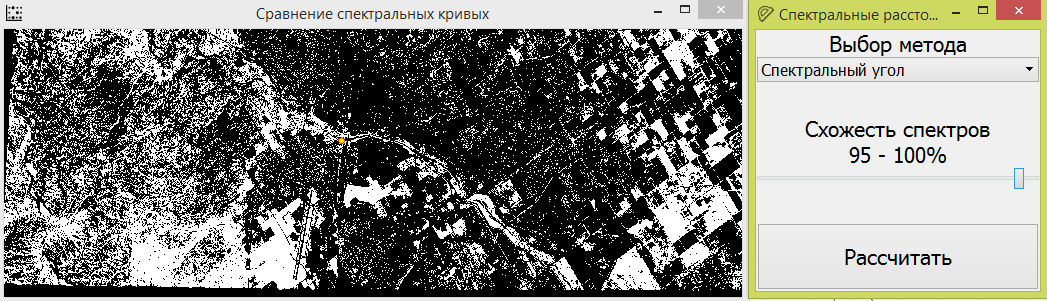 Сравнение спектральных кривых
Спектральные рассто...
Выбор метода
Спектральный угол
Схожесть спектров
95 - 100%
Рассчитать